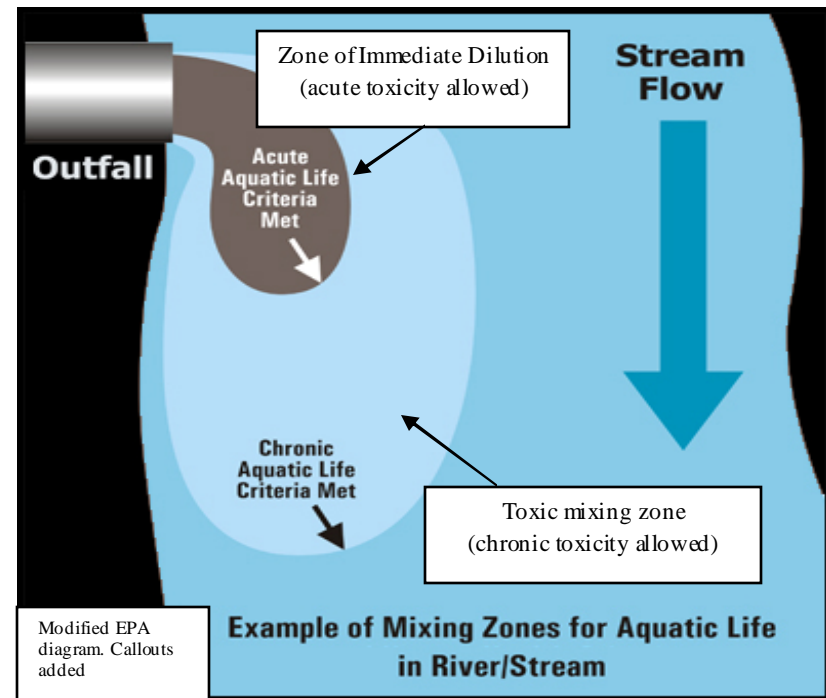 Zone of Immediate Dilution
(acute toxicity allowed)
Stream
Flow
Outfall
Acute
Aquatic Life
Criteria
Met
Chronic
Aquatic Life
Criteria Met
Toxic mixing zone
(chronic toxicity allowed)
Modified EPA
diagram. Callouts
added
Example of Mixing Zones for Aquatic Life
in River/Stream